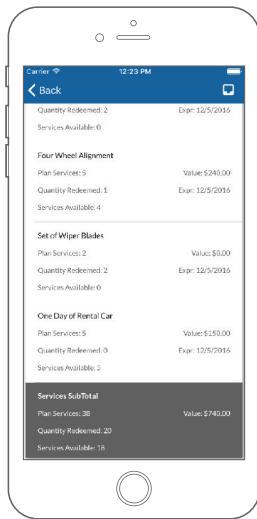 Carrier 12:23 PM
Back
Quantity Redeemed: 2 Expr: 12/5/2016
Services Available: 0
Four Wheel Alignment
Plan Services: 5 Value: $240.00
Quantity Redeemed: 1 Expr: 12/5/2016
Services Available: 4
Set of Wiper Blades
Plan Services: 2 Value: $0.00
Quantity Redeemed: 2 Expr: 12/5/2016
Services Available: 0
One Day of Rental Car
Plan Services: 5 Value: $150.00
Quantity Redeemed: 0 Expr: 12/5/2016
Services Available: 5
Services SubTotal
Plan Services: 38 Value: $740.00
Quantity Redeemed: 20
Services Available: 18